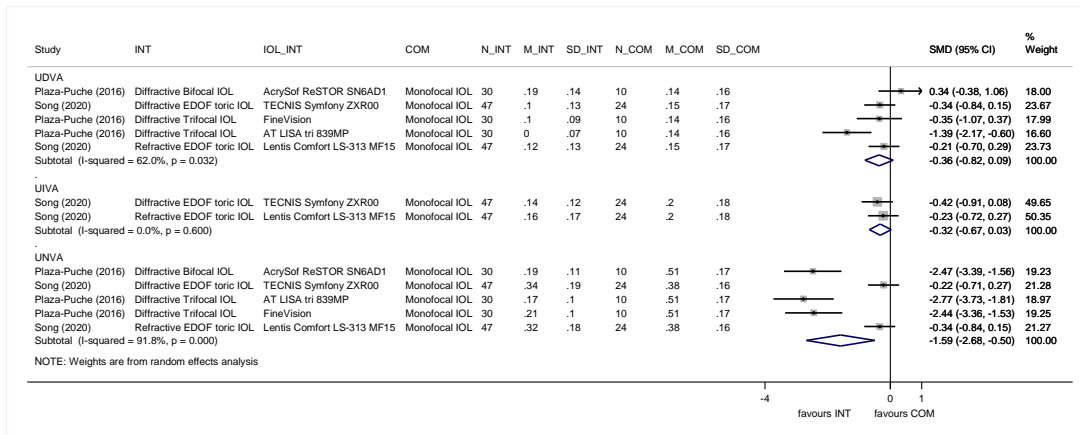 %
Study INT IOL_INT COM N_INT M_INT SD_INT N_COM M_COM SD_COM SMD (95% CI) Weight
UDVA
Plaza-Puche (2016) Diffractive Bifocal IOL AcrySof ReSTOR SN6AD1 Monofocal IOL 30 .19 .14 10 .14 .16 0.34 (-0.38, 1.06) 18.00
Song (2020) Diffractive EDOF toric IOL TECNIS Symfony ZXR00 Monofocal IOL 47 .1 .13 24 .15 .17 -0.34 (-0.84, 0.15) 23.67
Plaza-Puche (2016) Diffractive Trifocal IOL FineVision Monofocal IOL 30 .1 .09 10 .14 .16 -0.35 (-1.07, 0.37) 17.99
Plaza-Puche (2016) Diffractive Trifocal IOL AT LISA tri 839MP Monofocal IOL 30 0 .07 10 .14 .16 -1.39 (-2.17, -0.60) 16.60
Song (2020) Refractive EDOF toric IOL Lentis Comfort LS-313 MF15 Monofocal IOL 47 .12 .13 24 .15 .17 -0.21 (-0.70, 0.29) 23.73
Subtotal (I-squared = 62.0%, p = 0.032) -0.36 (-0.82, 0.09) 100.00
.
UIVA
Song (2020) Diffractive EDOF toric IOL TECNIS Symfony ZXR00 Monofocal IOL 47 .14 .12 24 .2 .18 -0.42 (-0.91, 0.08) 49.65
Song (2020) Refractive EDOF toric IOL Lentis Comfort LS-313 MF15 Monofocal IOL 47 .16 .17 24 .2 .18 -0.23 (-0.72, 0.27) 50.35
Subtotal (I-squared = 0.0%, p = 0.600) -0.32 (-0.67, 0.03) 100.00
.
UNVA
Plaza-Puche (2016) Diffractive Bifocal IOL AcrySof ReSTOR SN6AD1 Monofocal IOL 30 .19 .11 10 .51 .17 -2.47 (-3.39, -1.56) 19.23
Song (2020) Diffractive EDOF toric IOL TECNIS Symfony ZXR00 Monofocal IOL 47 .34 .19 24 .38 .16 -0.22 (-0.71, 0.27) 21.28
Plaza-Puche (2016) Diffractive Trifocal IOL AT LISA tri 839MP Monofocal IOL 30 .17 .1 10 .51 .17 -2.77 (-3.73, -1.81) 18.97
Plaza-Puche (2016) Diffractive Trifocal IOL FineVision Monofocal IOL 30 .21 .1 10 .51 .17 -2.44 (-3.36, -1.53) 19.25
Song (2020) Refractive EDOF toric IOL Lentis Comfort LS-313 MF15 Monofocal IOL 47 .32 .18 24 .38 .16 -0.34 (-0.84, 0.15) 21.27
Subtotal (I-squared = 91.8%, p = 0.000) -1.59 (-2.68, -0.50) 100.00
NOTE: Weights are from random effects analysis
-4 0 1
favours INT favours COM